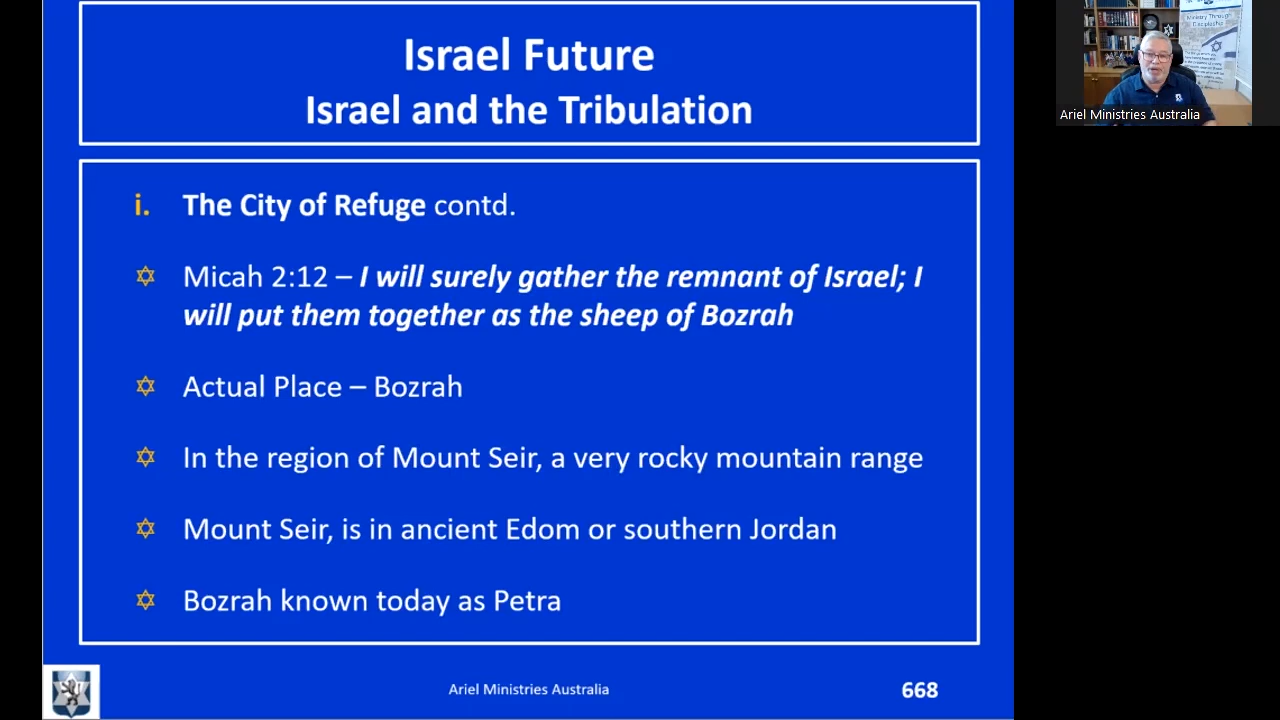 Israel Future
Israel and the Tribulation
i. The City of Refuge contd.
Micah 2:12 – I will surely gather the remnant of Israel; I
will put them together as the sheep of Bozrah
Actual Place – Bozrah
In the region of Mount Seir, a very rocky mountain range
Mount Seir, is in ancient Edom or southern Jordan
Bozrah known today as Petra
Ariel Ministries Australia
668
Ministry Through
Discipleship
Ariel Ministries Australia